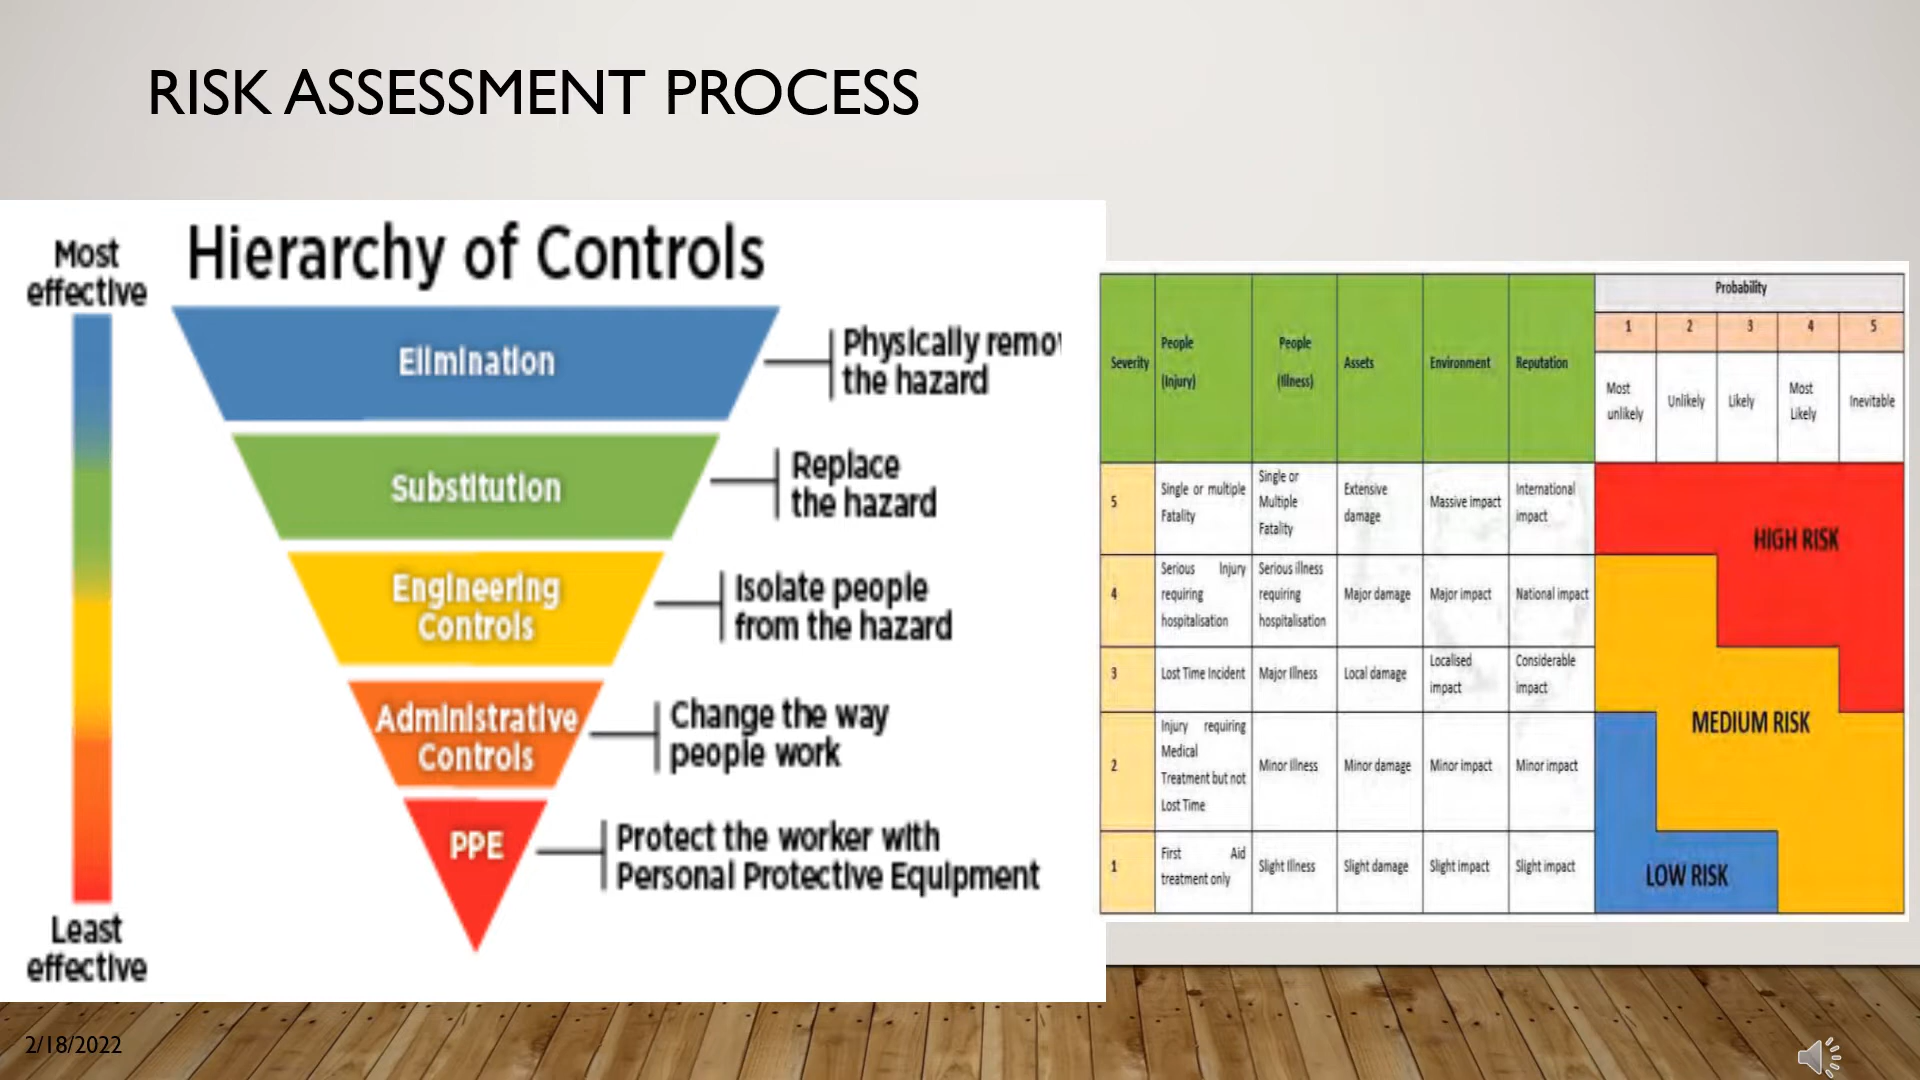 RISK ASSESSMENT PROCESS
Hierarchy of Controls
Most
effective
Elimination
Physically remo
the hazard
Substitution
Replace
the hazard
Engineering
Controls
Isolate people
from the hazard
Administrative
Controls
Change the way
people work
PPE
Protect the worker with
Personal Protective Equipment
Least
effective
Severity
People
(Injury)
People
(Illness)
Assets
Environment
Reputation
Probability
1
2
3
4
5
Most
unlikely
Unlikely
Likely
Most
Likely
Inevitable
5
Single or multiple
Fatality
Single or
Multiple
Fatality
Extensive
damage
Massive impact
International
impact
HIGH RISK
4
Serious Injury
requiring
hospitalisation
Serious illness
requiring
hospitalisation
Major damage
Major impact
National impact
3
Lost Time Incident
Major Illness
Local damage
Localised
impact
Considerable
impact
MEDIUM RISK
2
Injury requiring
Medical
Treatment but not
Lost Time
Minor Illness
Minor damage
Minor impact
Minor impact
1
First Aid
treatment only
Slight Illness
Slight damage
Slight impact
Slight impact
LOW RISK
2/18/2022